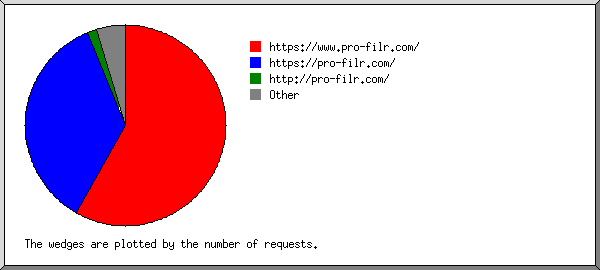 https://www.pro-filr.com/
https://pro-filr.com/
http://pro-filr.com/
Other
The wedges are plotted by the number of requests.